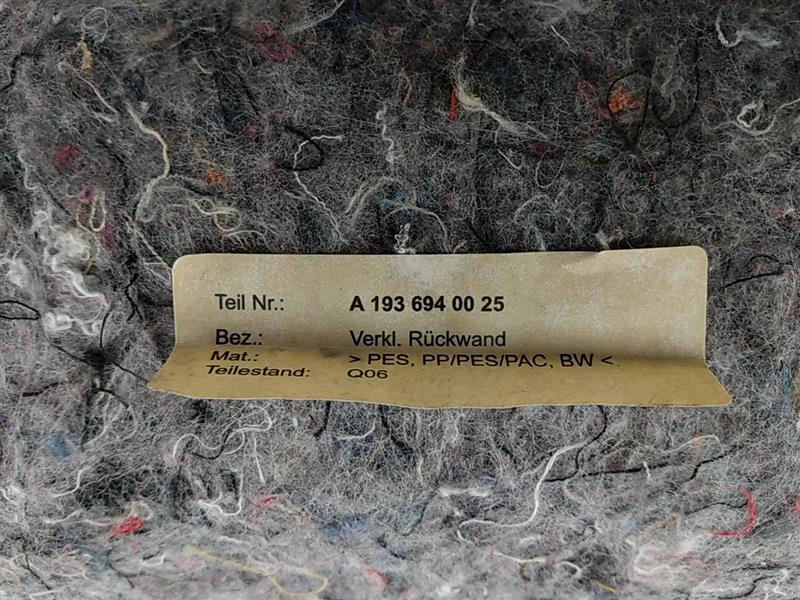 Teil Nr.: A 193 694 00 25
Bez.: Verkl. Rückwand
Mat.: > PES, PP/PES/PAC, BW <
Teilestand: Q06